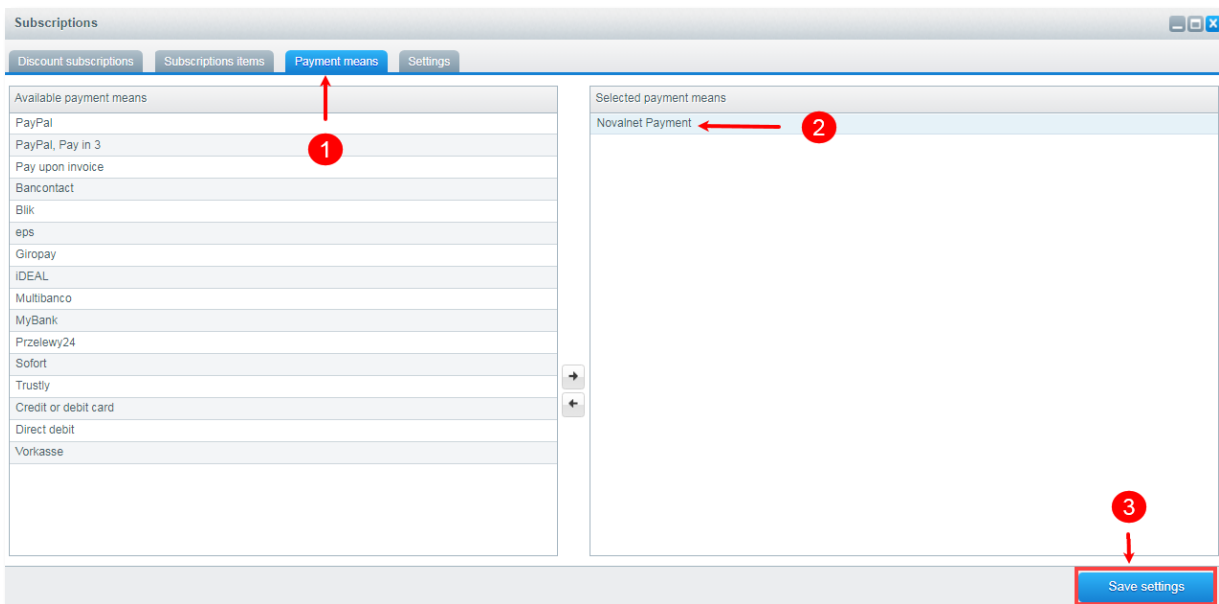 Subscriptions
Discount subscriptions
Subscriptions items
Payment means
Settings
Available payment means
PayPal
PayPal, Pay in 3
Pay upon invoice
Bancontact
Blik
eps
Giropay
iDEAL
Multibanco
MyBank
Przelewy24
Sofort
Trustly
Credit or debit card
Direct debit
Vorkasse
1
Selected payment means
Novalnet Payment
2
3
Save settings